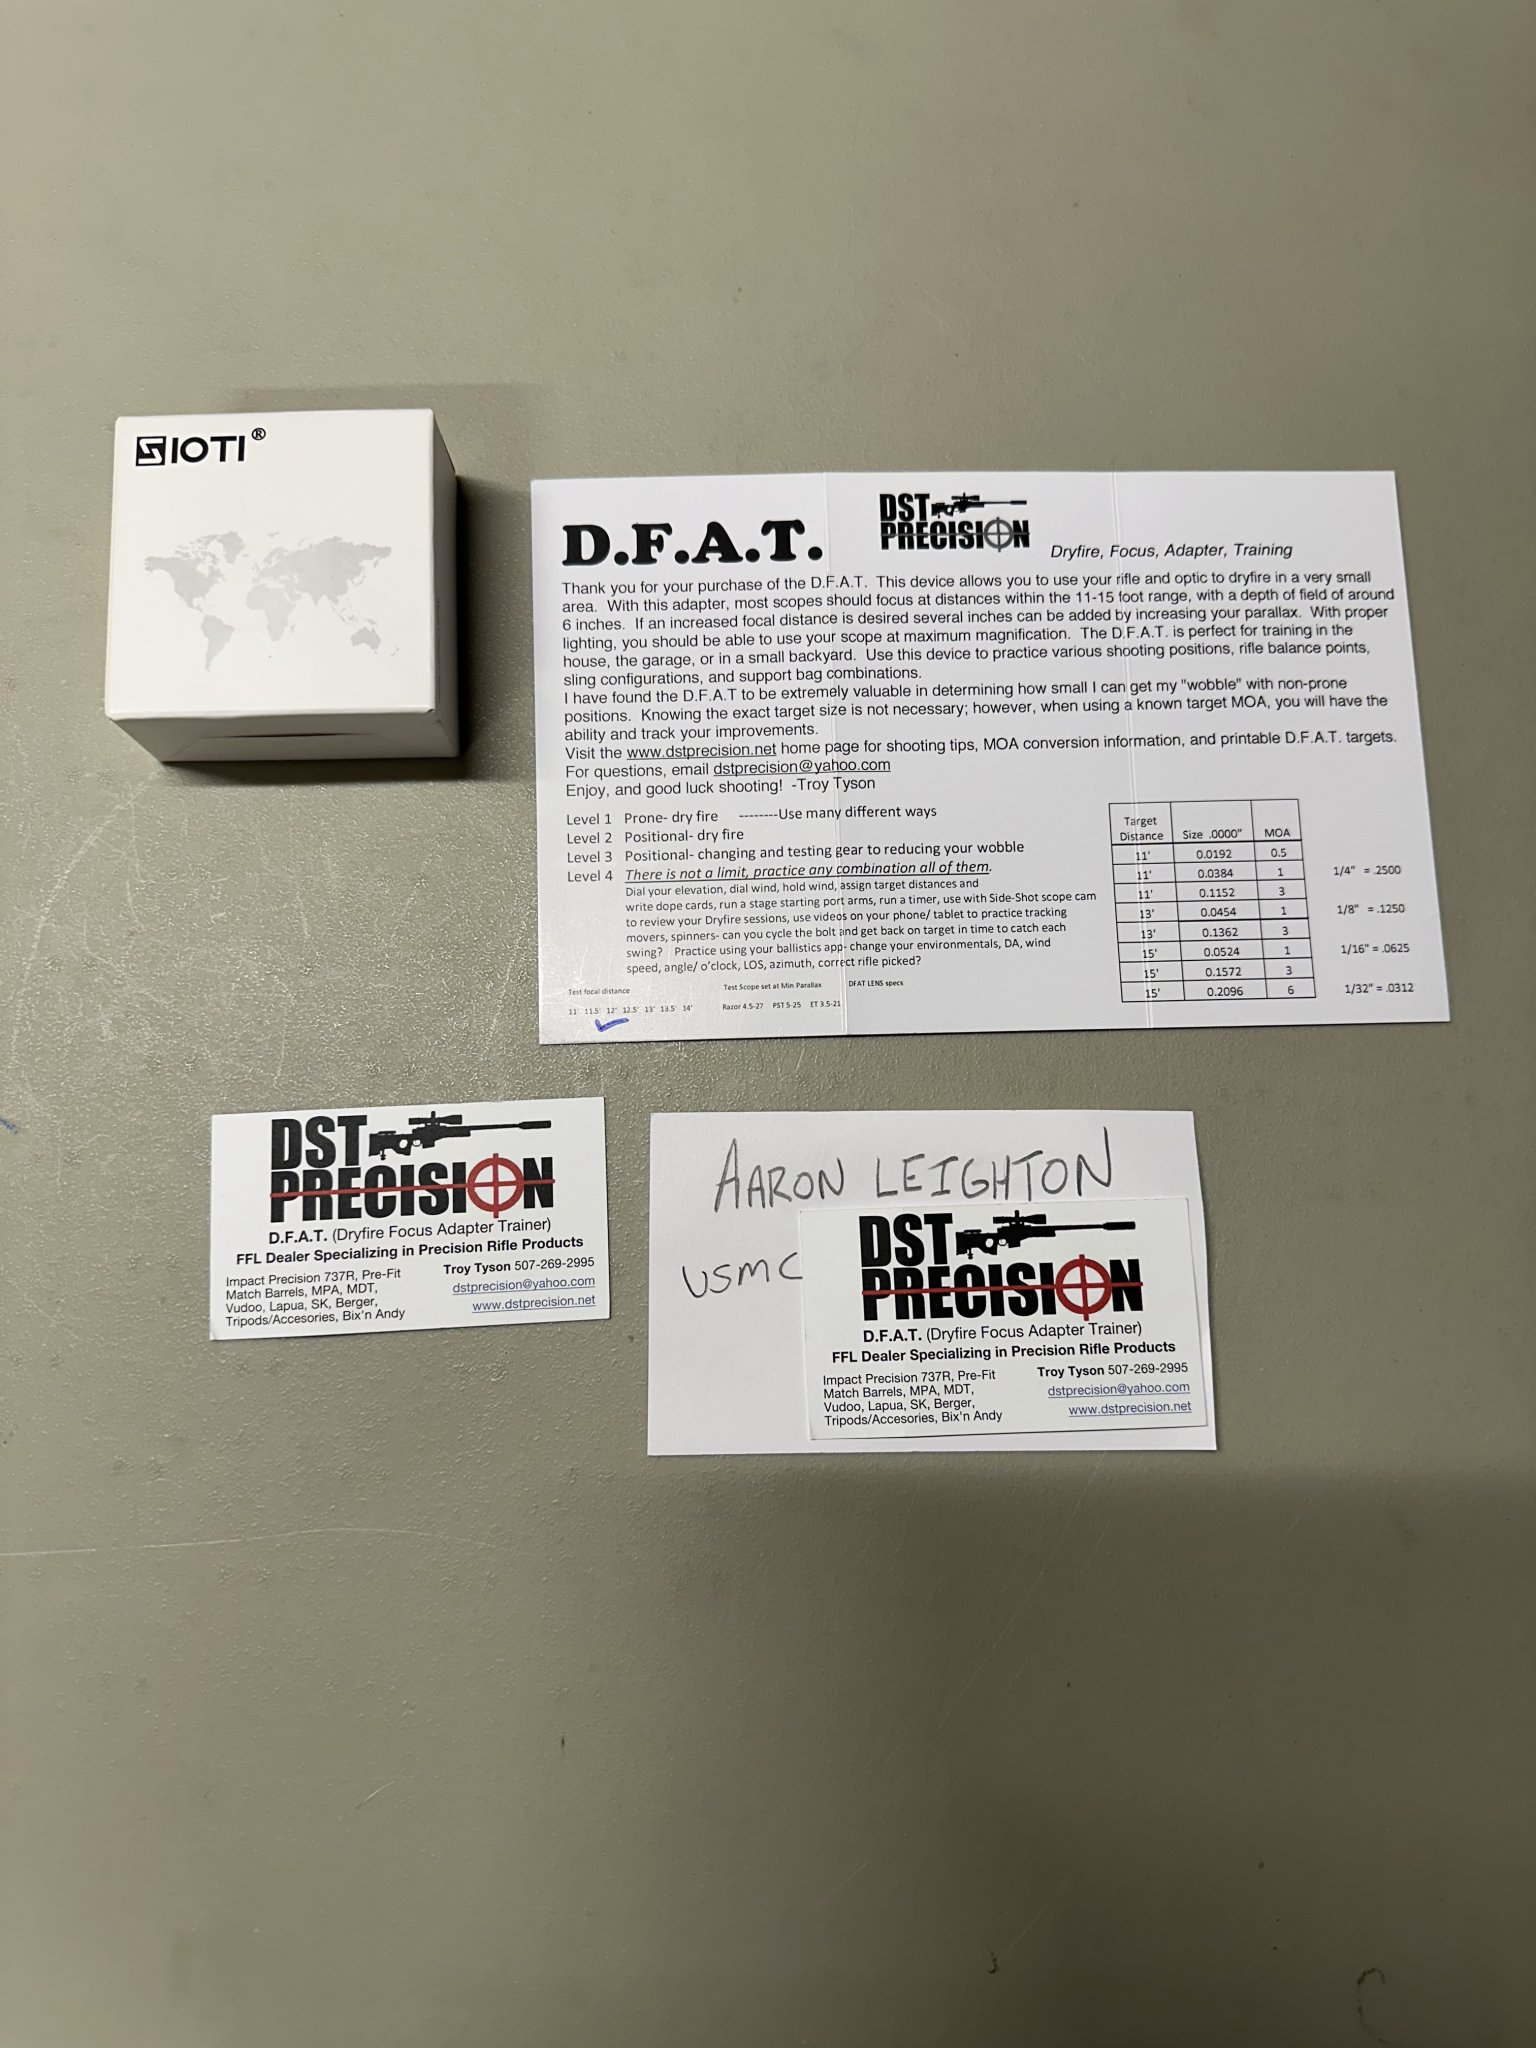 SIOTI®
D.F.A.T.
DST
PRECISION
Dryfire, Focus, Adapter, Training
Thank you for your purchase of the D.F.A.T. This device allows you to use your rifle and optic to dryfire in a very small
area. With this adapter, most scopes should focus at distances within the 11-15 foot range, with a depth of field of around
6 inches. If an increased focal distance is desired several inches can be added by increasing your parallax. With proper
lighting, you should be able to use your scope at maximum magnification. The D.F.A.T. is perfect for training in the
house, the garage, or in a small backyard. Use this device to practice various shooting positions, rifle balance points,
sling configurations, and support bag combinations.
I have found the D.F.A.T to be extremely valuable in determining how small I can get my "wobble" with non-prone
positions. Knowing the exact target size is not necessary; however, when using a known target MOA, you will have the
ability and track your improvements.
Visit the www.dstprecision.net home page for shooting tips, MOA conversion information, and printable D.F.A.T. targets.
For questions, email dstprecision@yahoo.com
Enjoy, and good luck shooting! -Troy Tyson
Level 1 Prone- dry fire --------Use many different ways
Level 2 Positional- dry fire
Level 3 Positional- changing and testing gear to reducing your wobble
Level 4 There is not a limit, practice any combination all of them.
Dial your elevation, dial wind, hold wind, assign target distances and
write dope cards, run a stage starting port arms, run a timer, use with Side-Shot scope cam
to review your Dryfire sessions, use videos on your phone/ tablet to practice tracking
movers, spinners- can you cycle the bolt and get back on target in time to catch each
swing? Practice using your ballistics app- change your environmentals, DA, wind
speed, angle/ o'clock, LOS, azimuth, correct rifle picked?
Test focal distance Test Scope set at Min Parallax DFAT LENS specs
11' 11.5' 12' 12.5' 13' 13.5' 14' Razor 4.5-27 PST 5-25 ET 3.5-21
Target Distance Size .0000" MOA
11' 0.0192 0.5
11' 0.0384 1 1/4" = .2500
11' 0.1152 3
13' 0.0454 1 1/8" = .1250
13' 0.1362 3
15' 0.0524 1 1/16" = .0625
15' 0.1572 3
15' 0.2096 6 1/32" = .0312
DST
PRECISION
D.F.A.T. (Dryfire Focus Adapter Trainer)
FFL Dealer Specializing in Precision Rifle Products
Impact Precision 737R, Pre-Fit
Match Barrels, MPA, MDT,
Vudoo, Lapua, SK, Berger,
Tripods/Accesories, Bix'n Andy
Troy Tyson 507-269-2995
dstprecision@yahoo.com
www.dstprecision.net
AARON LEIGHTON
USMC
DST
PRECISION
D.F.A.T. (Dryfire Focus Adapter Trainer)
FFL Dealer Specializing in Precision Rifle Products
Impact Precision 737R, Pre-Fit
Match Barrels, MPA, MDT,
Vudoo, Lapua, SK, Berger,
Tripods/Accesories, Bix'n Andy
Troy Tyson 507-269-2995
dstprecision@yahoo.com
www.dstprecision.net